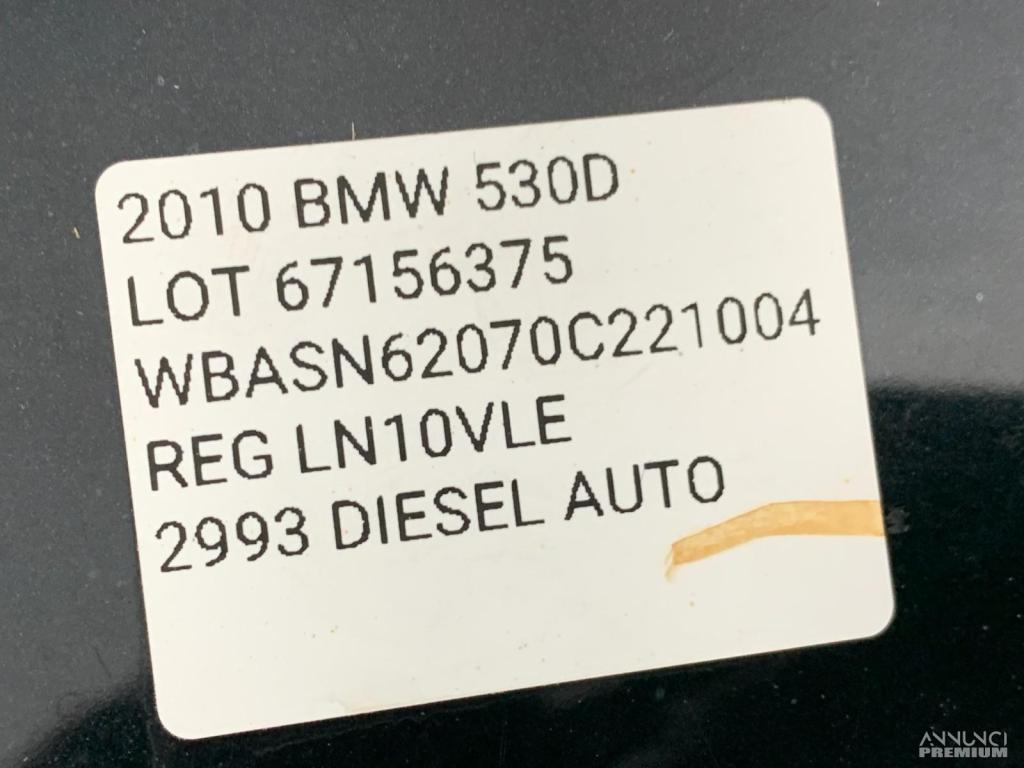 2010 BMW 530D
LOT 67156375
WBASN62070C221004
REG LN10VLE
2993 DIESEL AUTO
ANNUNCI
PREMIUM